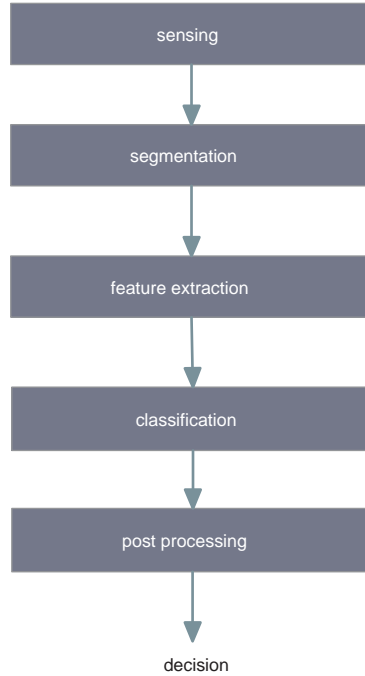 sensing
segmentation
feature extraction
classification
post processing
decision